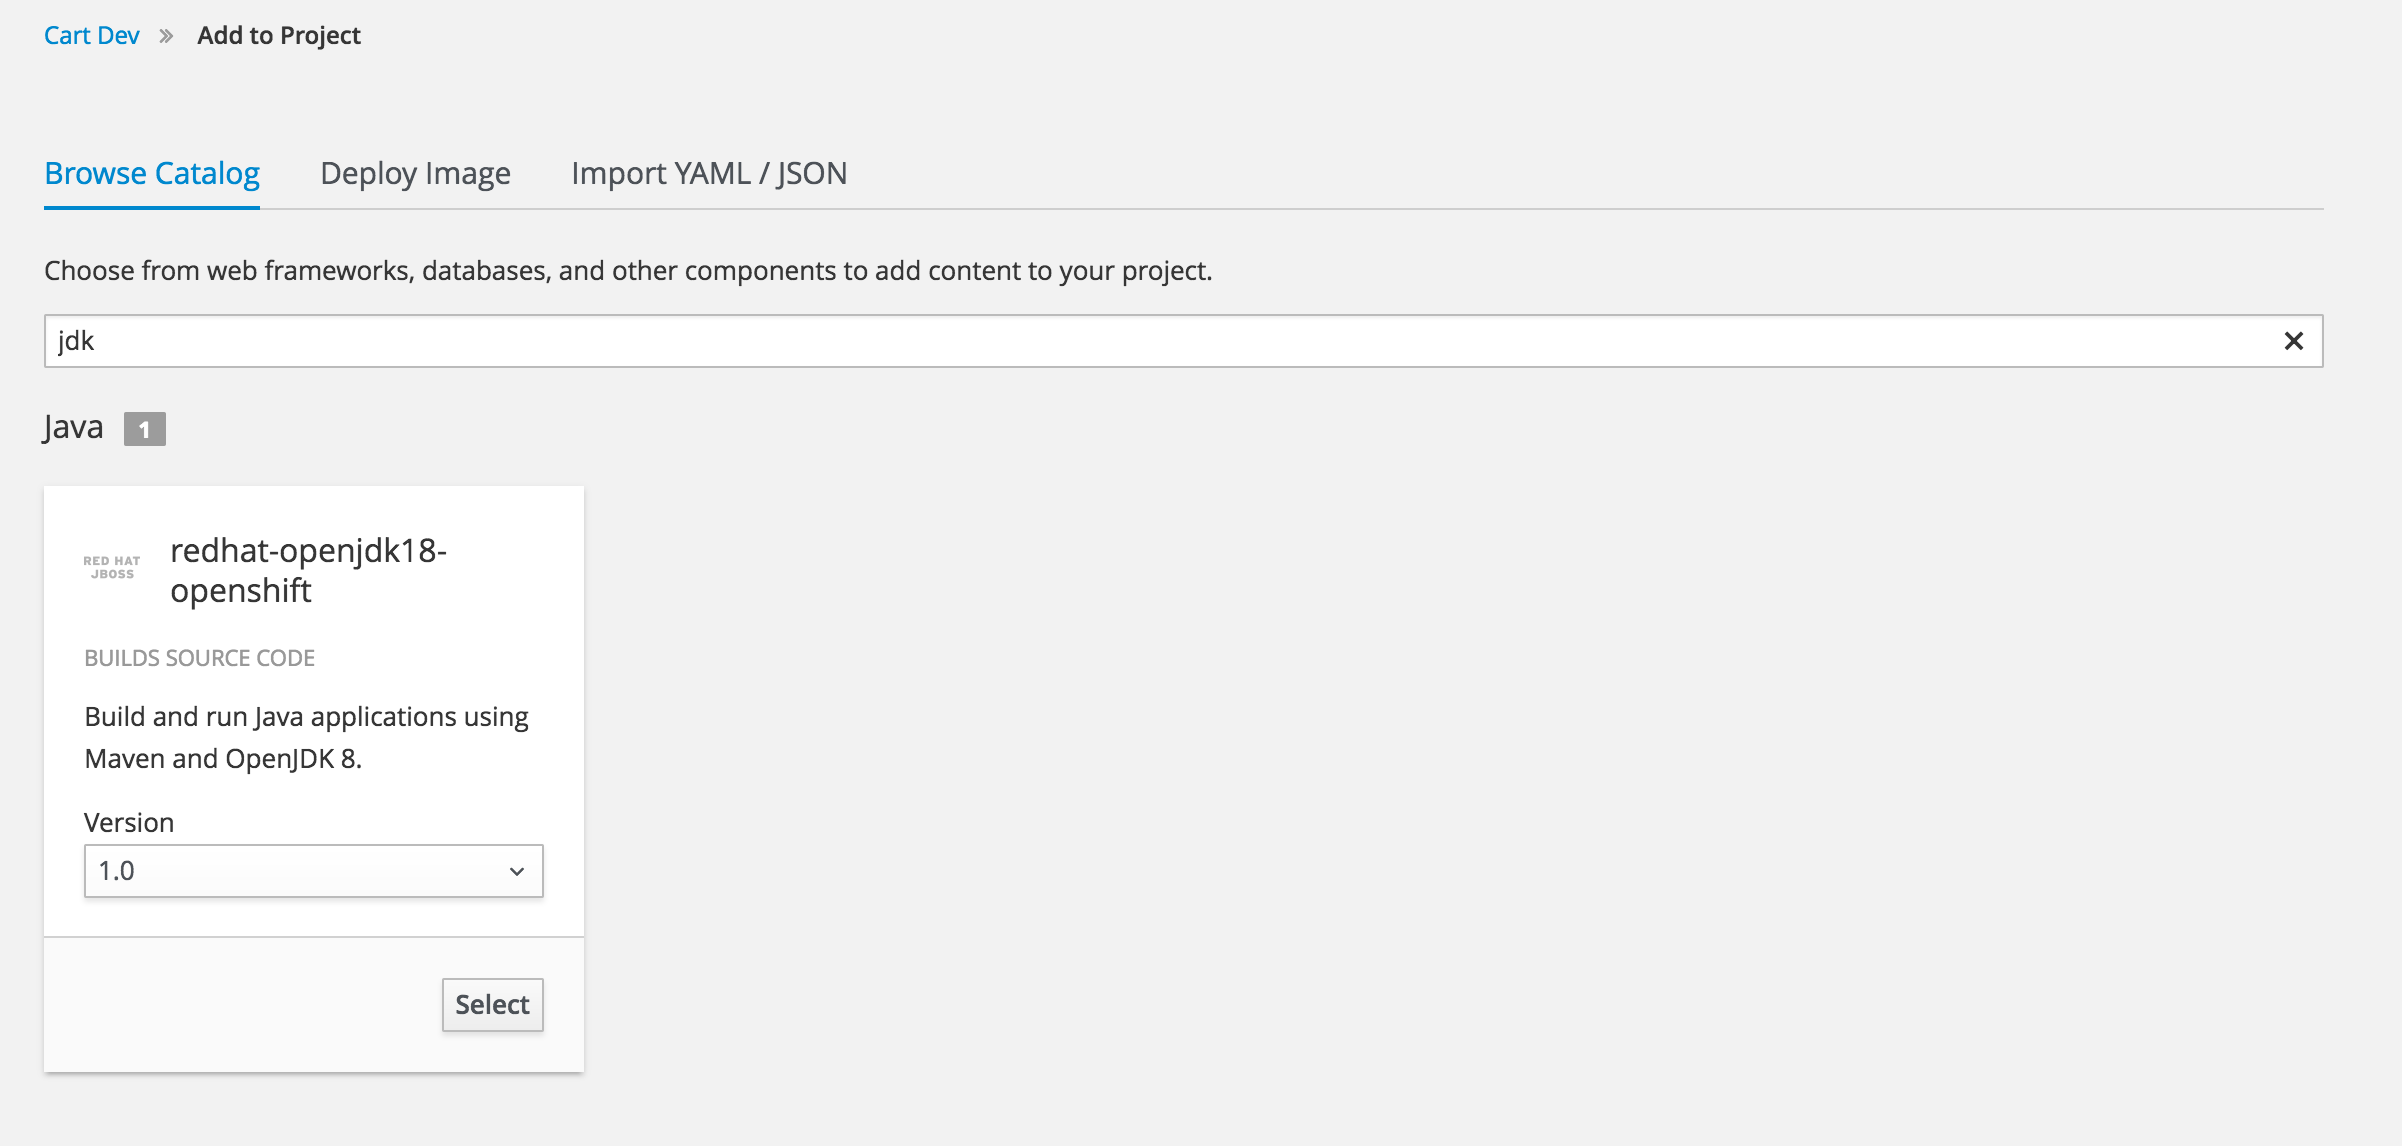 Cart Dev » Add to Project
Browse Catalog Deploy Image Import YAML / JSON
Choose from web frameworks, databases, and other components to add content to your project.
jdk
Java 1
RED HAT
JBOSS
redhat-openjdk18-
openshift
BUILDS SOURCE CODE
Build and run Java applications using
Maven and OpenJDK 8.
Version
1.0
Select